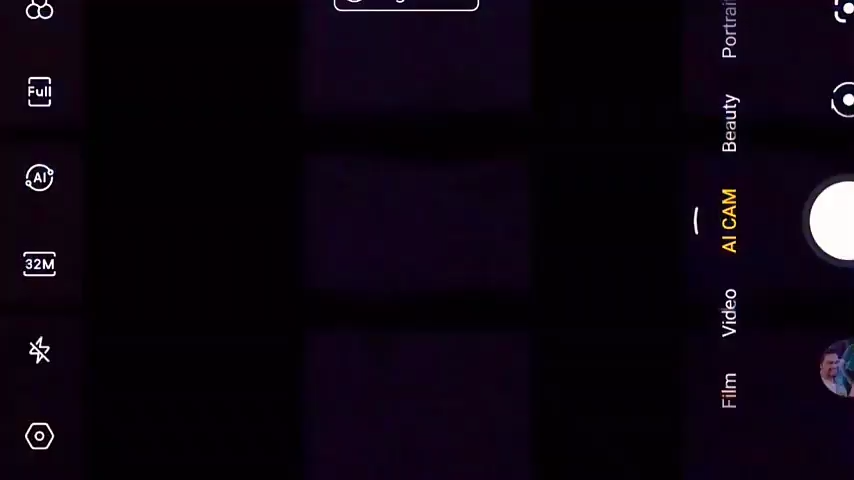 Full
AI
32M
Portrait
Beauty
AI CAM
Video
Film